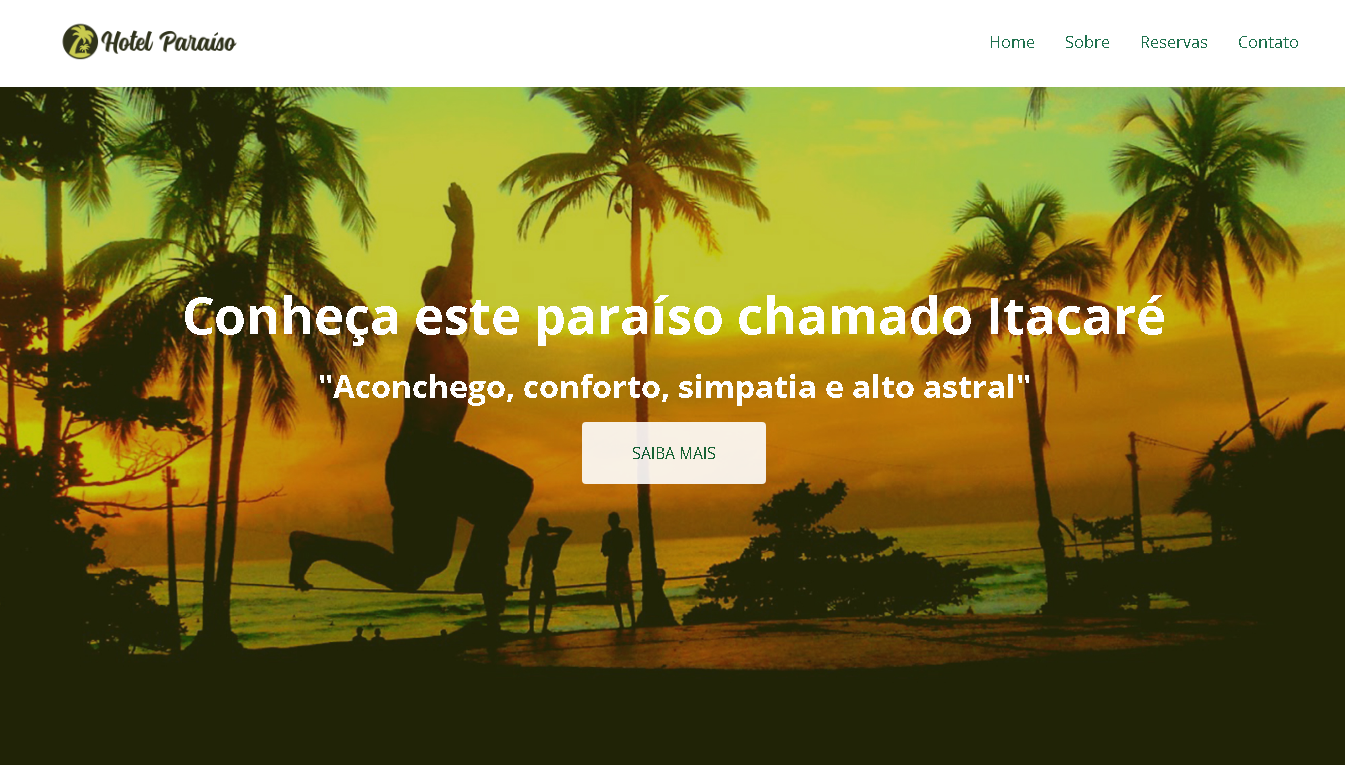 Hotel Paraíso
Home Sobre Reservas Contato
Conheça este paraíso chamado Itacaré
"Aconchego, conforto, simpatia e alto astral"
SAIBA MAIS